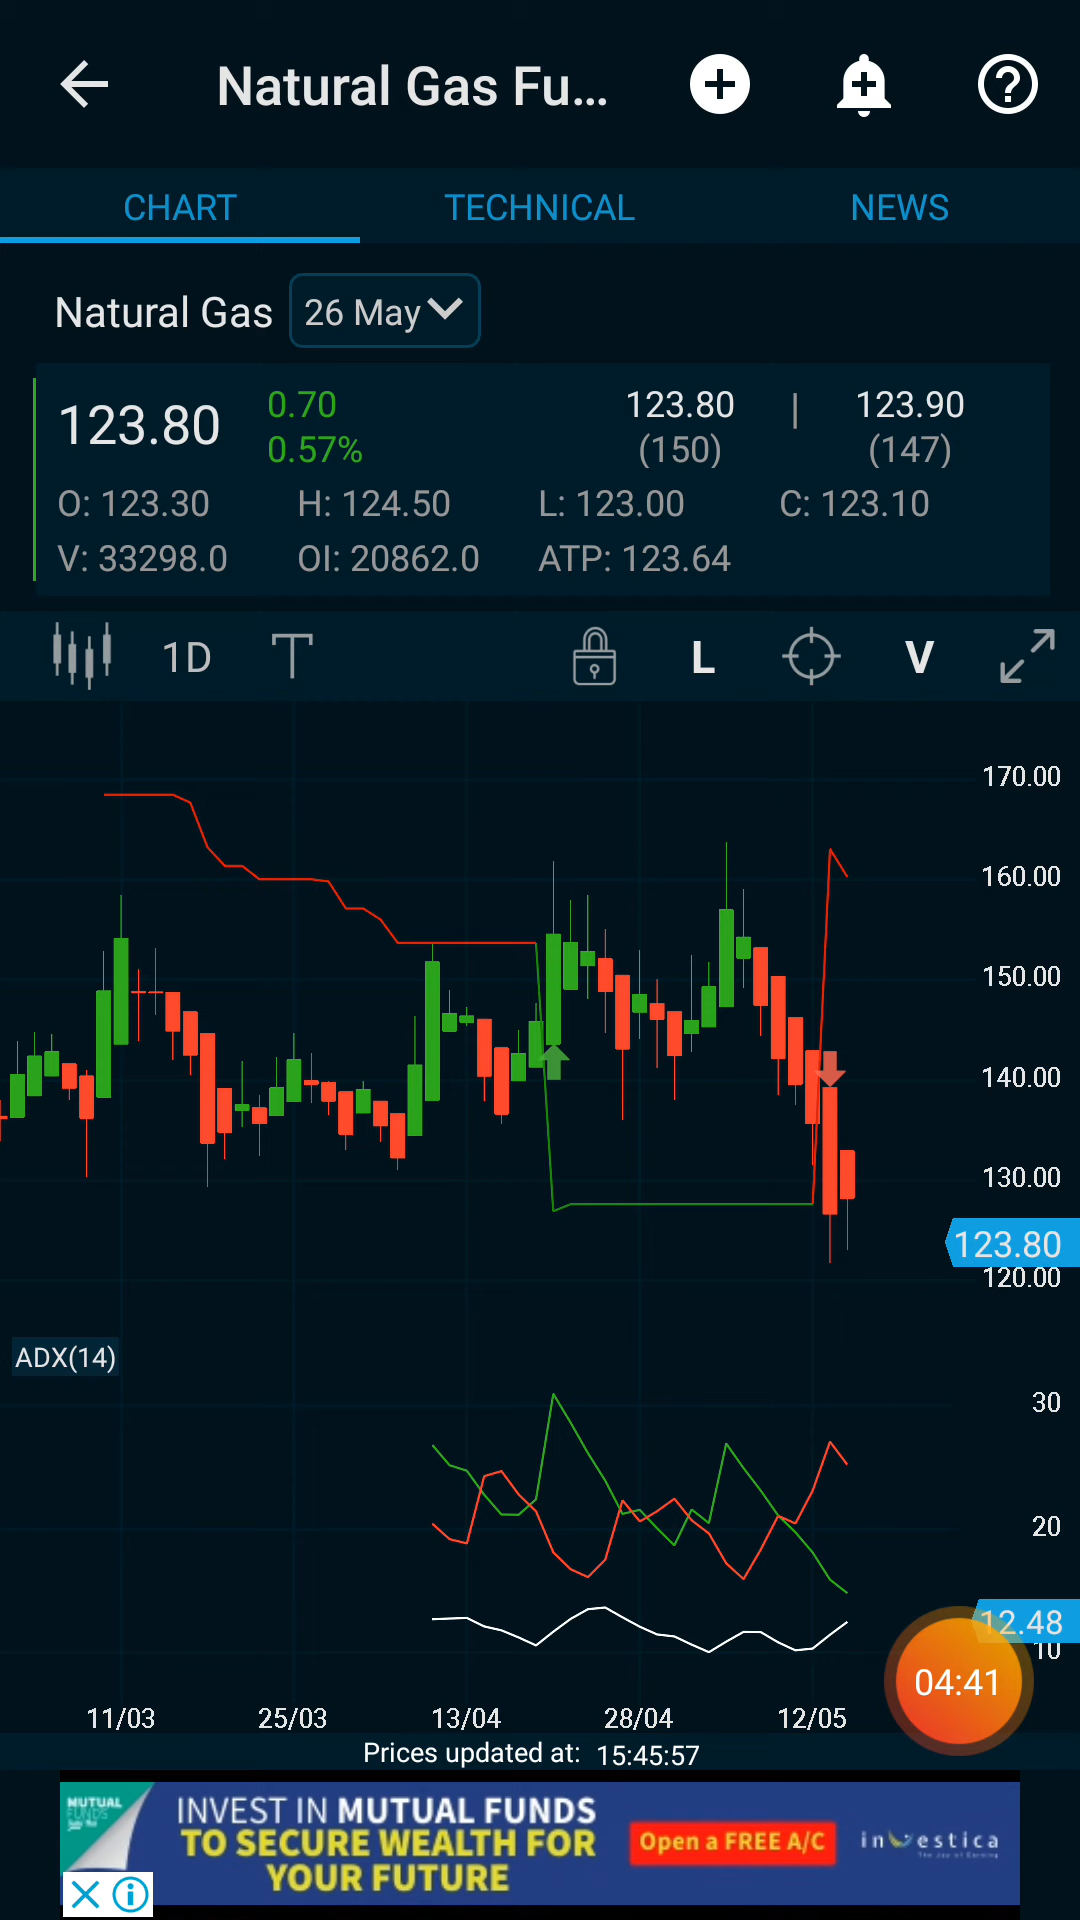 Natural Gas Fu...
CHART TECHNICAL NEWS
Natural Gas 26 May
123.80 0.70 123.80 | 123.90
0.57% (150) (147)
O: 123.30 H: 124.50 L: 123.00 C: 123.10
V: 33298.0 OI: 20862.0 ATP: 123.64
1D T L V
170.00
160.00
150.00
140.00
130.00
123.80
120.00
ADX(14)
30
20
12.48
10
04:41
11/03 25/03 13/04 28/04 12/05
Prices updated at: 15:45:57
MUTUAL
FUNDS
INVEST IN MUTUAL FUNDS
TO SECURE WEALTH FOR
YOUR FUTURE
Open a FREE A/C
investica